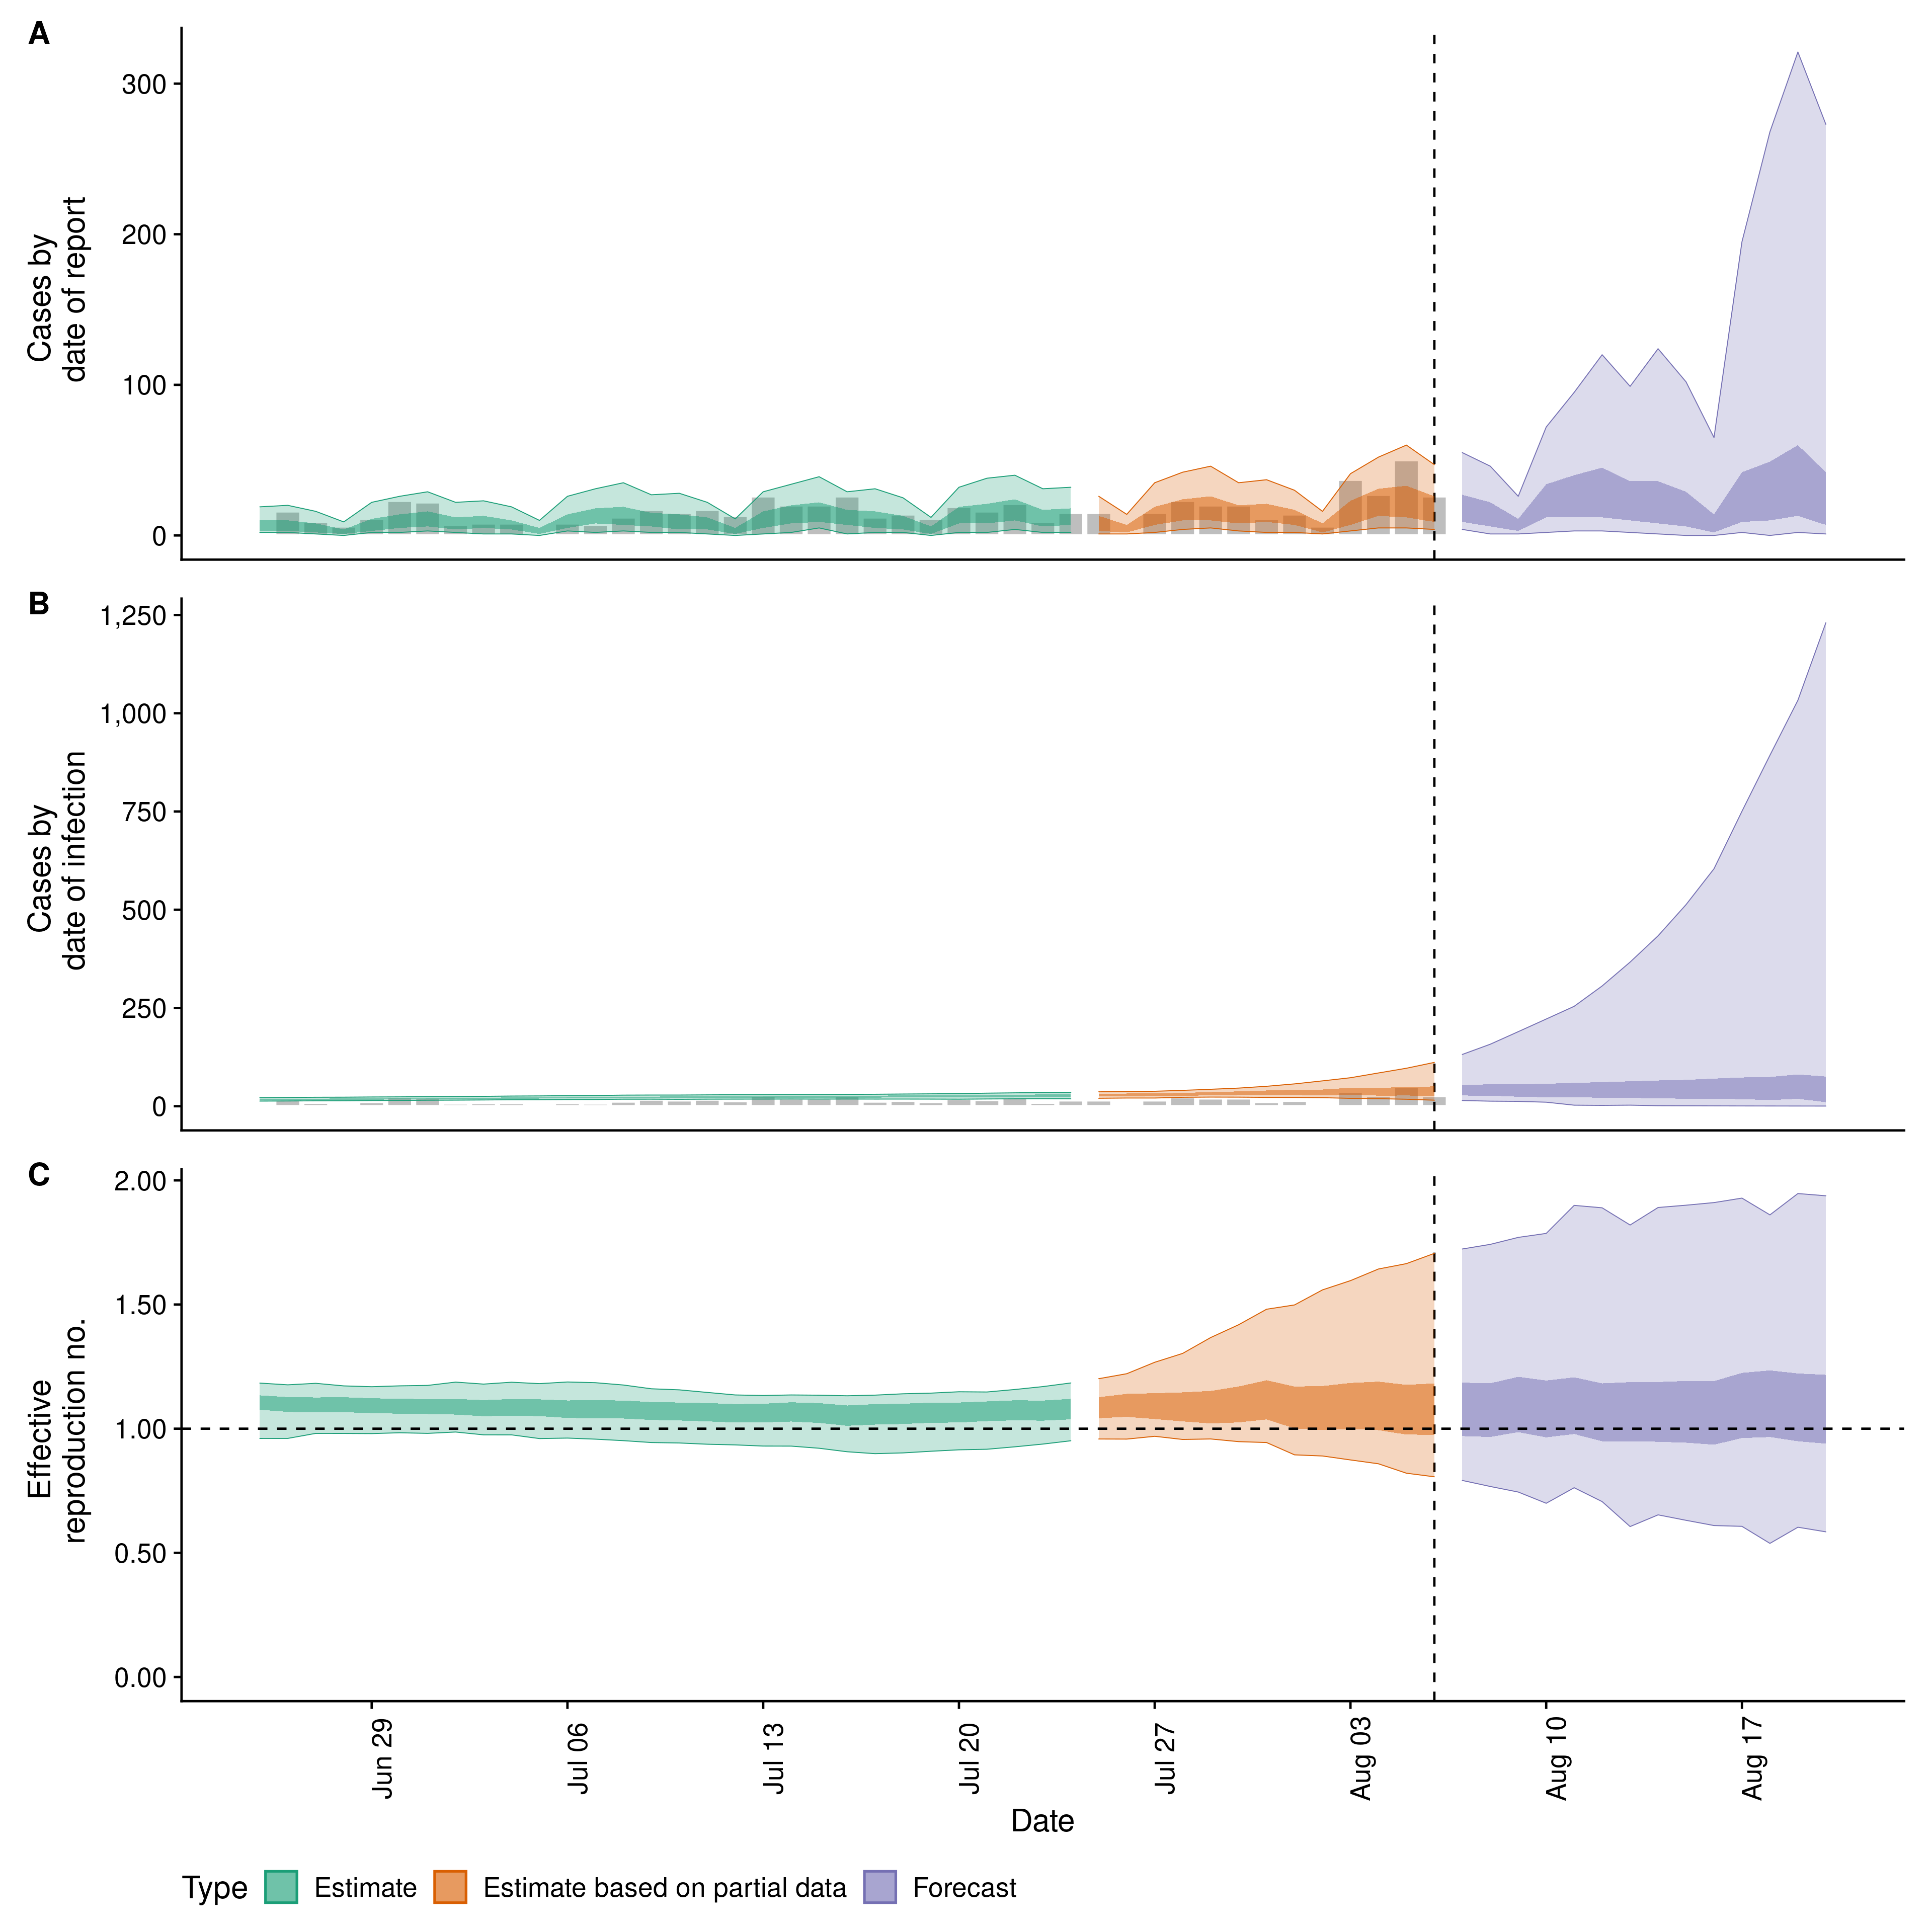 A
300
200
100
0
Cases by
date of report
B
1,250
1,000
750
500
250
0
Cases by
date of infection
C
2.00
1.50
1.00
0.50
0.00
Effective
reproduction no.
Jun 29
Jul 06
Jul 13
Jul 20
Jul 27
Aug 03
Aug 10
Aug 17
Date
Type Estimate Estimate based on partial data Forecast